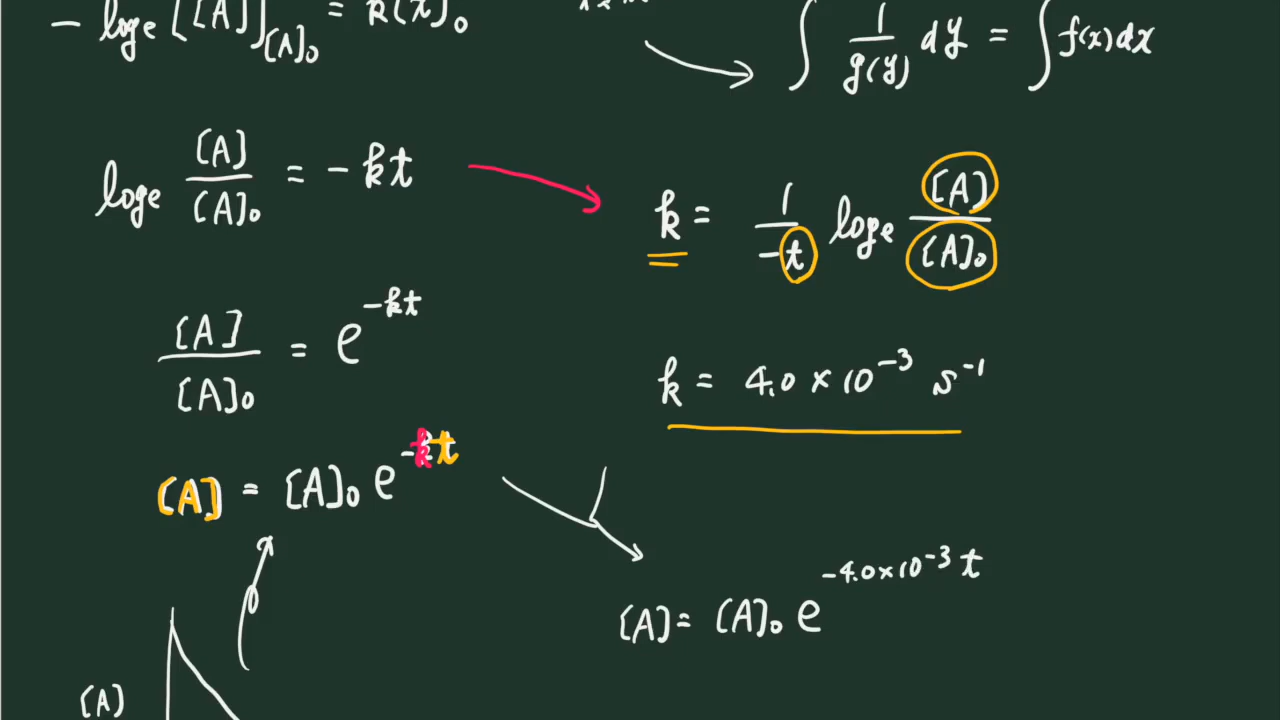 - loge [[A]][A]₀ = k[t]₀
∫ 1/g(y) dy = ∫ f(x)dx
loge [A]/[A]₀ = - kt
k = 1/-t loge [A]/[A]₀
[A]/[A]₀ = e^-kt
k = 4.0 × 10^-3 s^-1
[A] = [A]₀ e^-kt
[A] = [A]₀ e^-4.0×10^-3 t
[A]